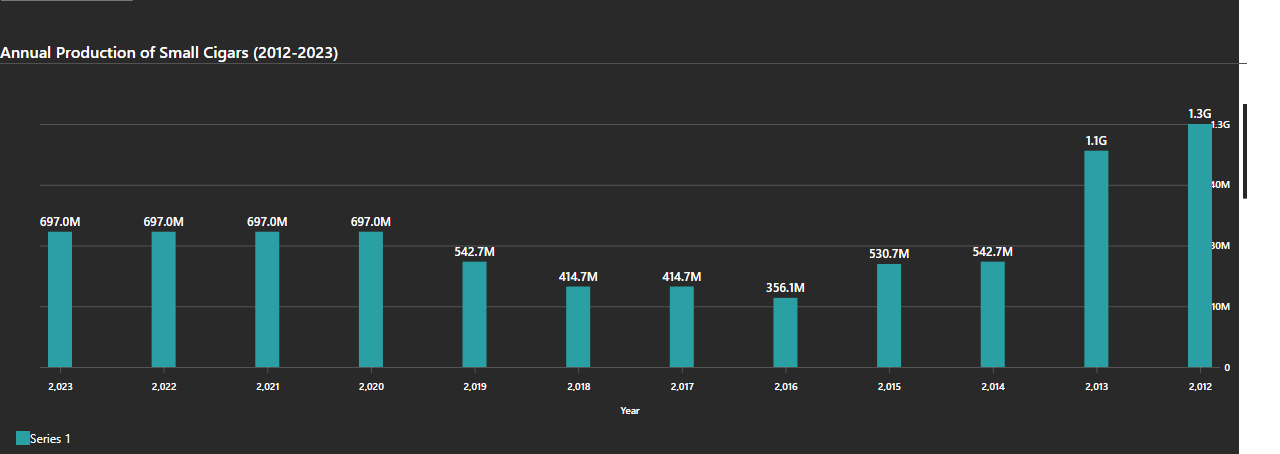 Annual Production of Small Cigars (2012-2023)
1.3G
1.3G
1.1G
697.0M 697.0M 697.0M 697.0M
542.7M 414.7M 414.7M 356.1M 530.7M 542.7M
0
2,023 2,022 2,021 2,020 2,019 2,018 2,017 2,016 2,015 2,014 2,013 2,012
Year
Series 1